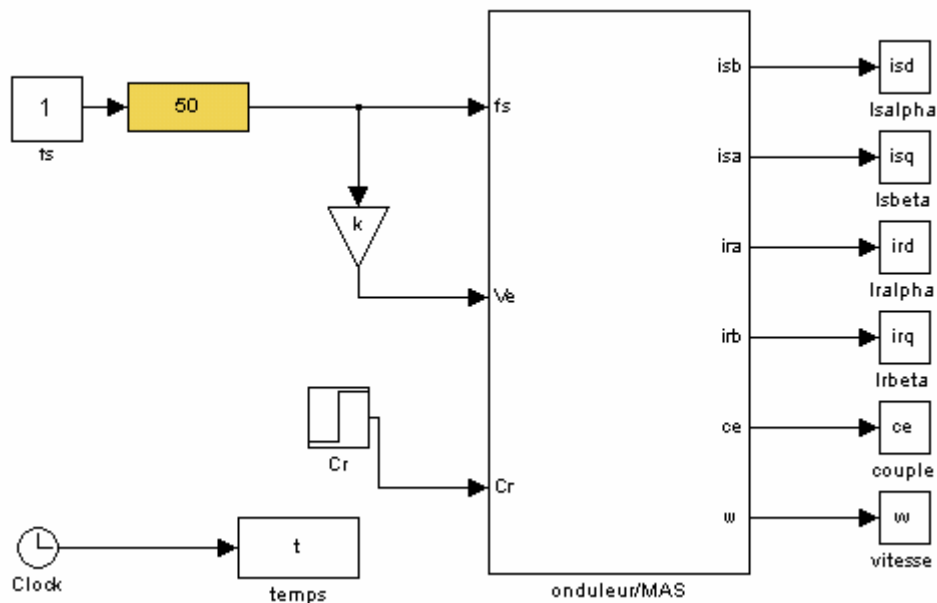 1
ts
50
k
fs
Ve
Cr
Cr
t
temps
Clock
isb
isa
ira
irb
ce
w
onduleur/MAS
isd
Isalpha
isq
Isbeta
ird
Iralpha
irq
Irbeta
ce
couple
w
vitesse